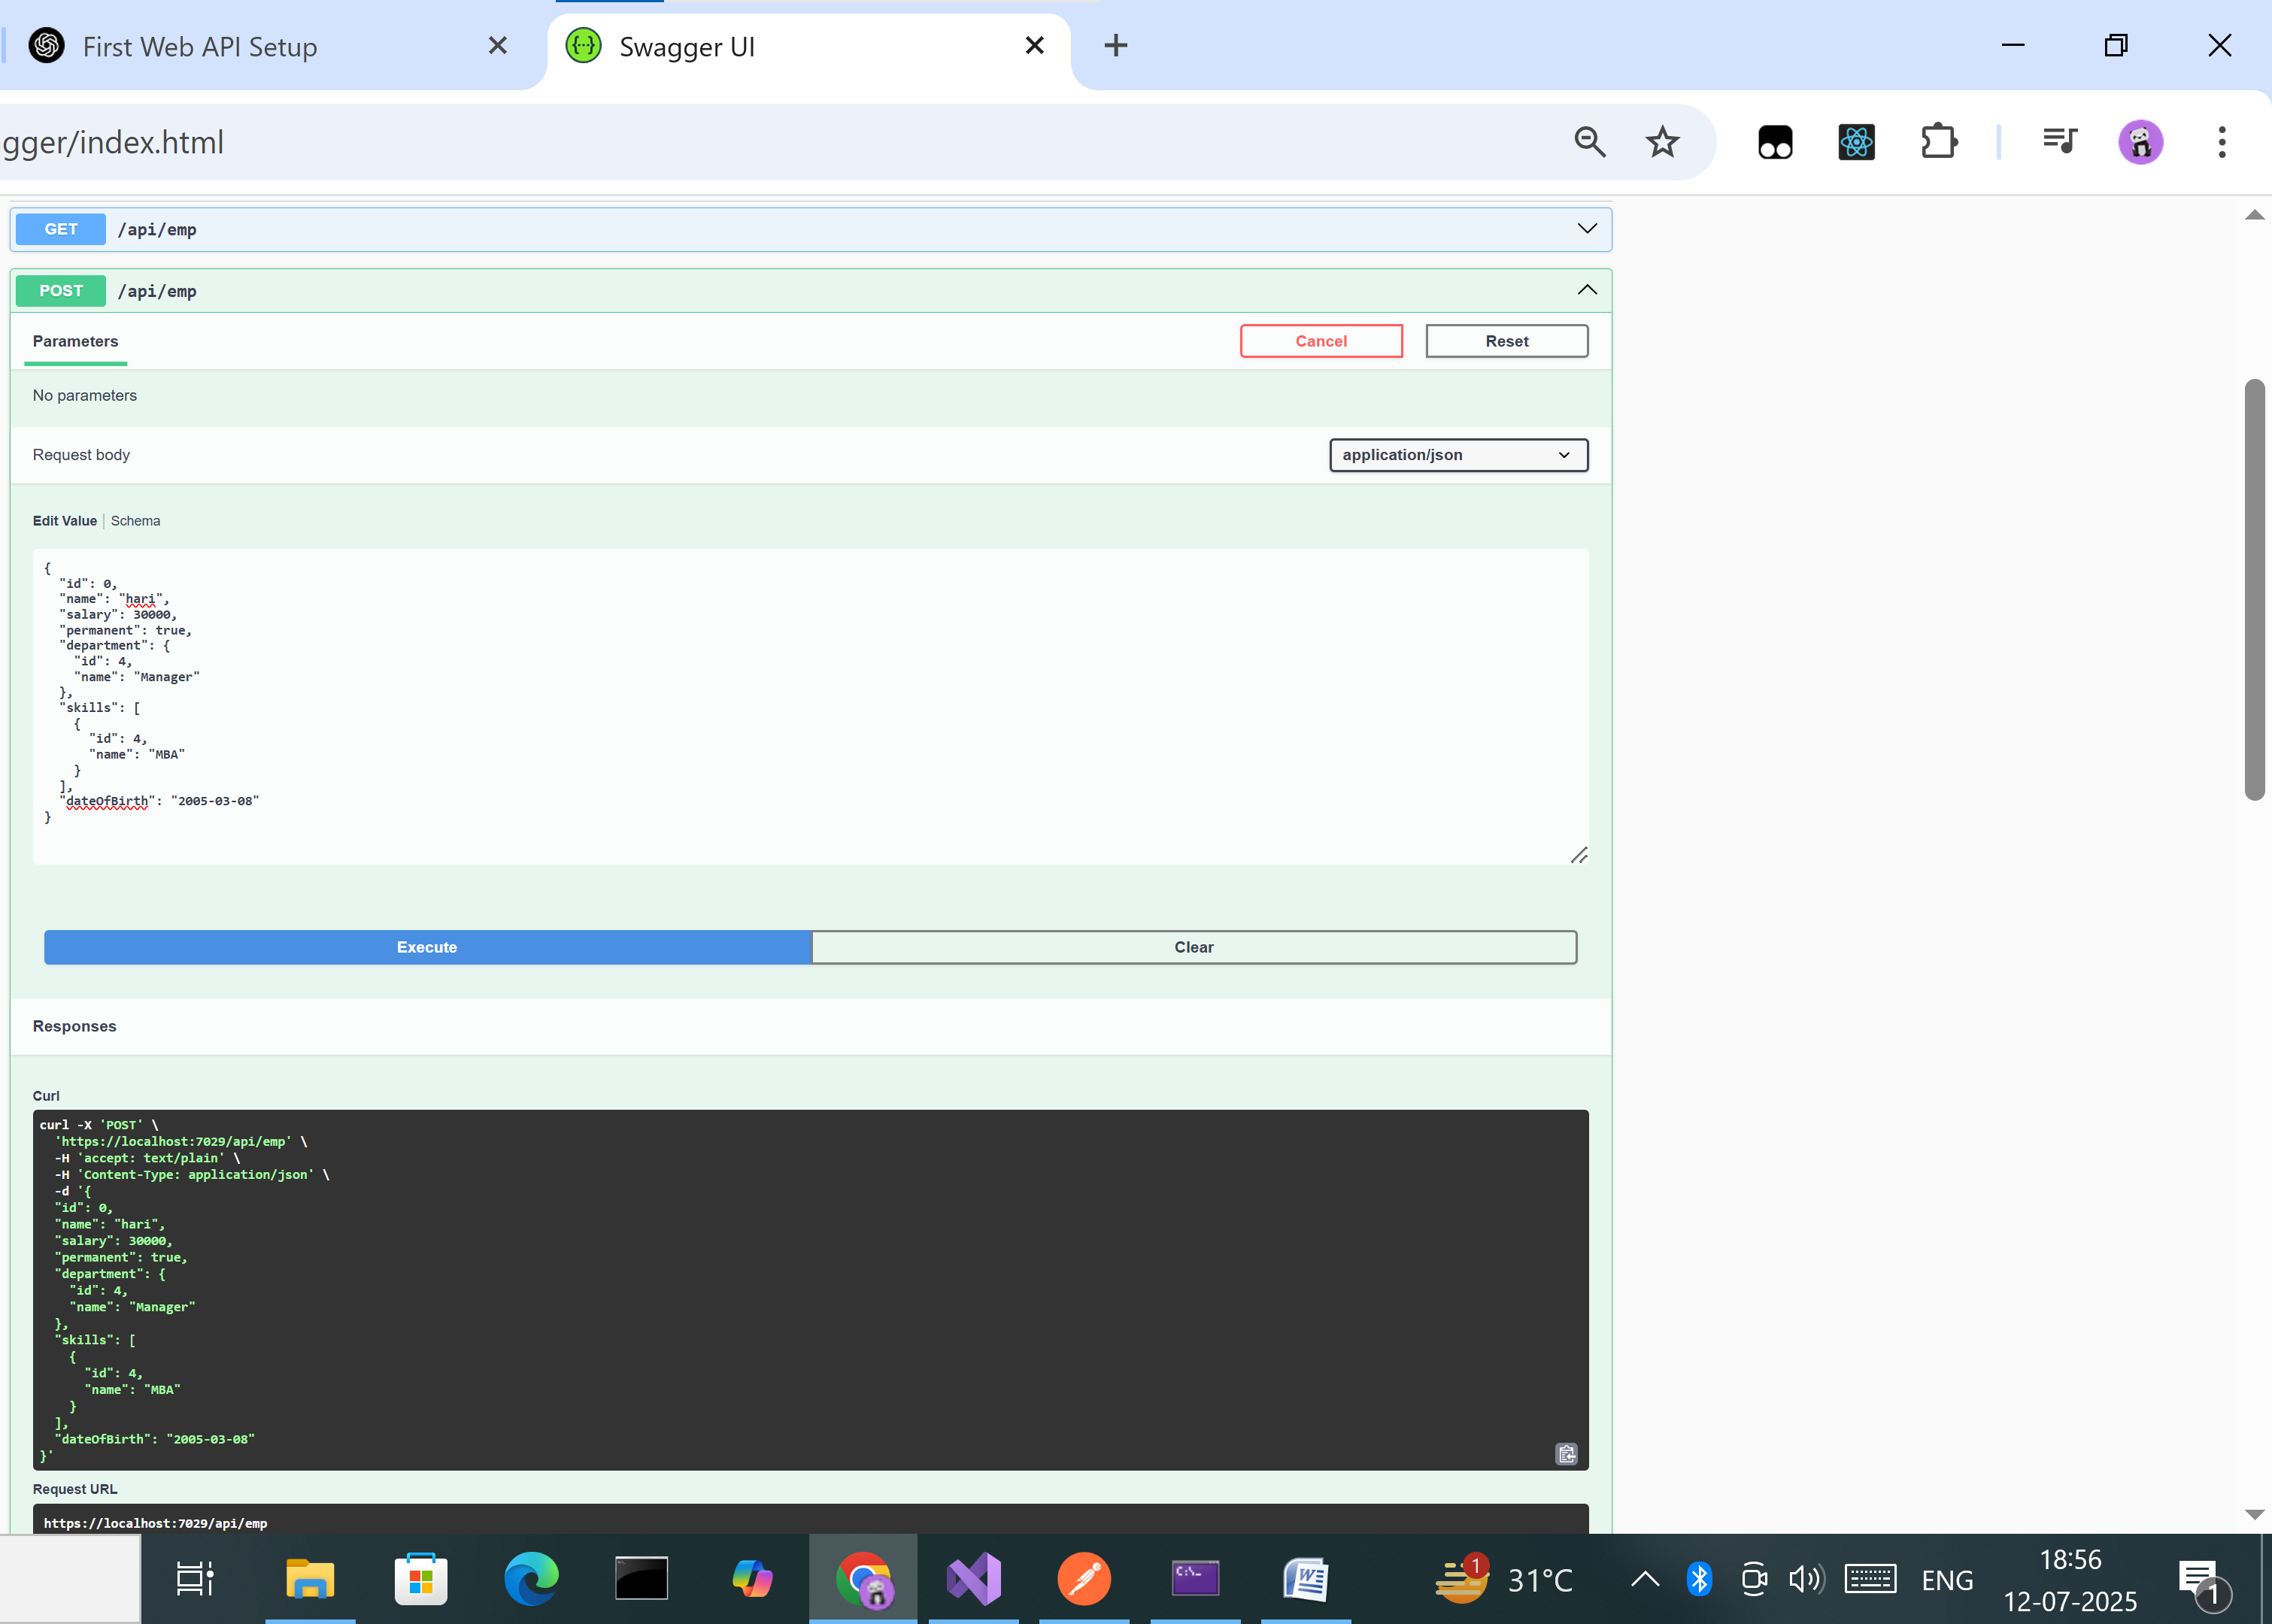 First Web API Setup
Swagger UI
gger/index.html
GET /api/emp
POST /api/emp
Parameters
Cancel
Reset
No parameters
Request body
application/json
Edit Value | Schema
{
  "id": 0,
  "name": "hari",
  "salary": 30000,
  "permanent": true,
  "department": {
    "id": 4,
    "name": "Manager"
  },
  "skills": [
    {
      "id": 4,
      "name": "MBA"
    }
  ],
  "dateOfBirth": "2005-03-08"
}
Execute
Clear
Responses
Curl
curl -X 'POST' \
  'https://localhost:7029/api/emp' \
  -H 'accept: text/plain' \
  -H 'Content-Type: application/json' \
  -d '{
  "id": 0,
  "name": "hari",
  "salary": 30000,
  "permanent": true,
  "department": {
    "id": 4,
    "name": "Manager"
  },
  "skills": [
    {
      "id": 4,
      "name": "MBA"
    }
  ],
  "dateOfBirth": "2005-03-08"
}'
Request URL
https://localhost:7029/api/emp
1
31°C
ENG
18:56
12-07-2025
1